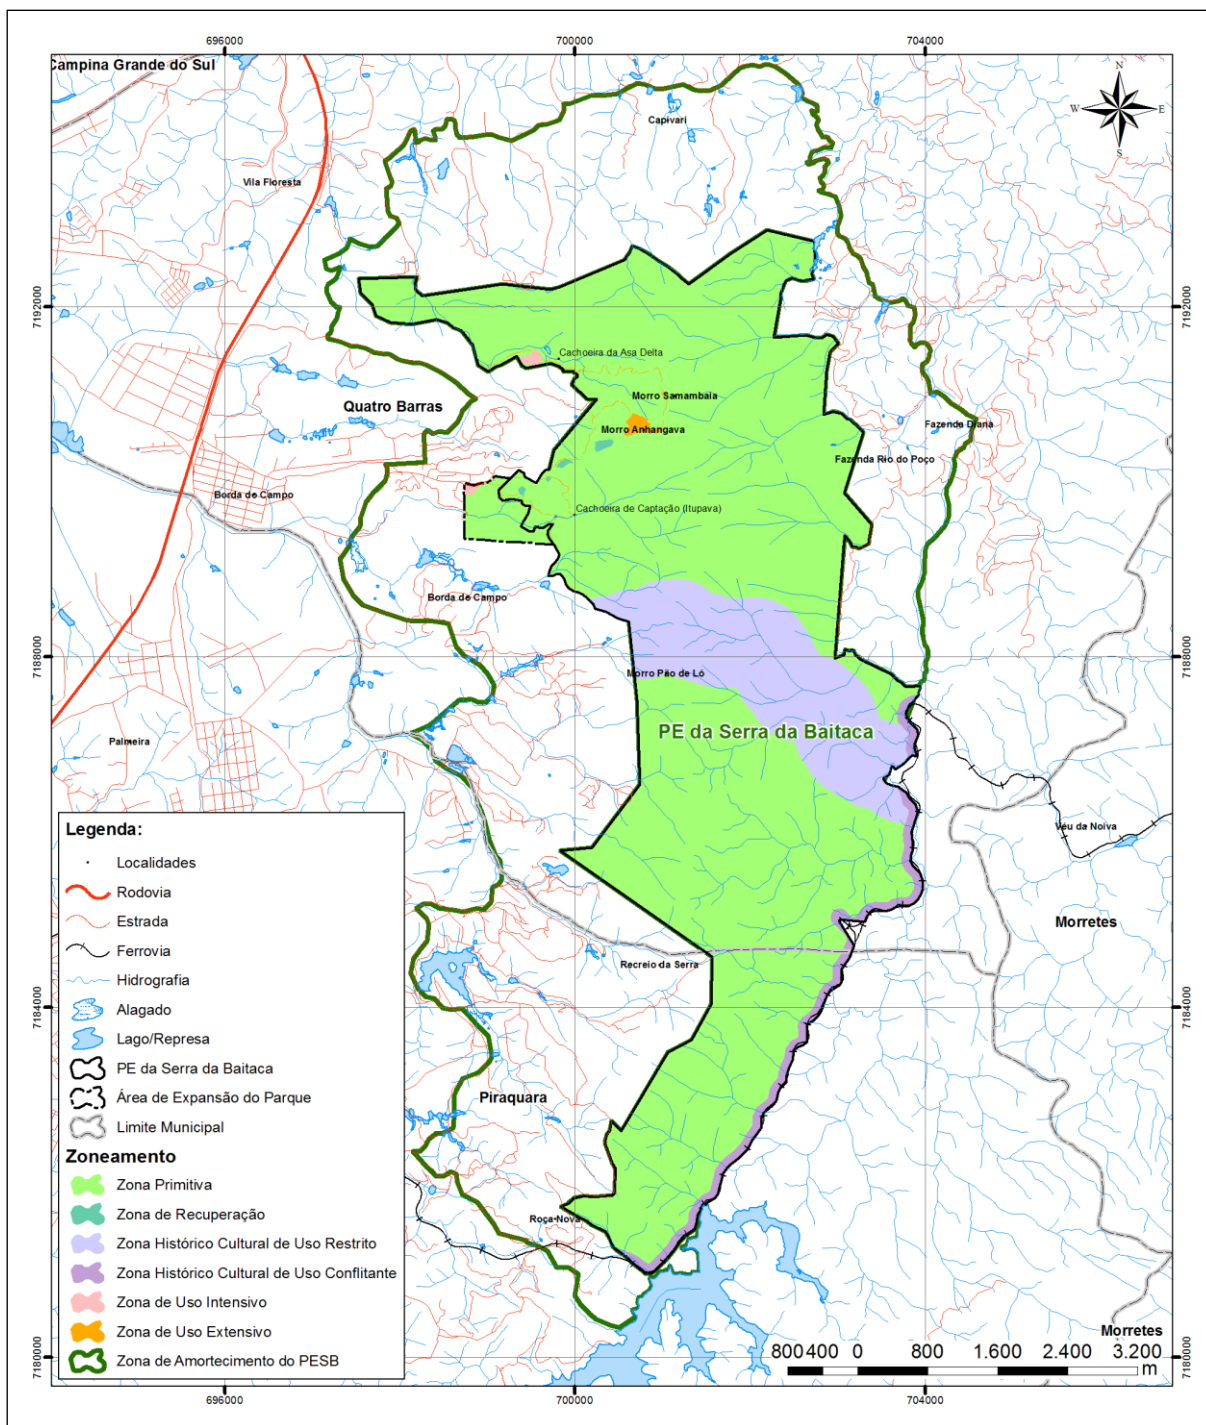 696000
700000
704000
Campina Grande do Sul
N
W
E
S
Capivari
Vila Floresta
7192000
7192000
Cachoeira da Asa Delta
Morro Samambaia
Quatro Barras
Morro Anhangava
Fazenda Diana
Fazenda Rio do Poço
Borda do Campo
Cachoeira de Captação (Itupava)
Borda do Campo
7188000
7188000
Morro Pão de Ló
PE da Serra da Baitaca
Palmeira
Véu da Noiva
Legenda:
Localidades
Rodovia
Estrada
Ferrovia
Hidrografia
Alagado
Lago/Represa
PE da Serra da Baitaca
Área de Expansão do Parque
Limite Municipal
Zoneamento
Zona Primitiva
Zona de Recuperação
Zona Histórico Cultural de Uso Restrito
Zona Histórico Cultural de Uso Conflitante
Zona de Uso Intensivo
Zona de Uso Extensivo
Zona de Amortecimento do PESB
Morretes
Recreio da Serra
7184000
7184000
Piraquara
Roça Nova
Morretes
7180000
7180000
800 400 0 800 1.600 2.400 3.200
m
696000
700000
704000